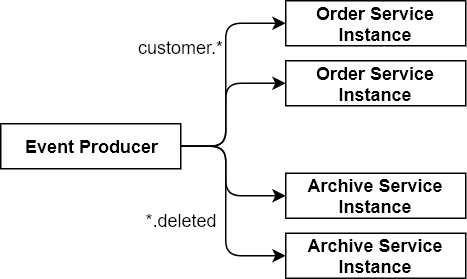 Order Service
Instance
customer.*
Order Service
Instance
Event Producer
Archive Service
Instance
*.deleted
Archive Service
Instance